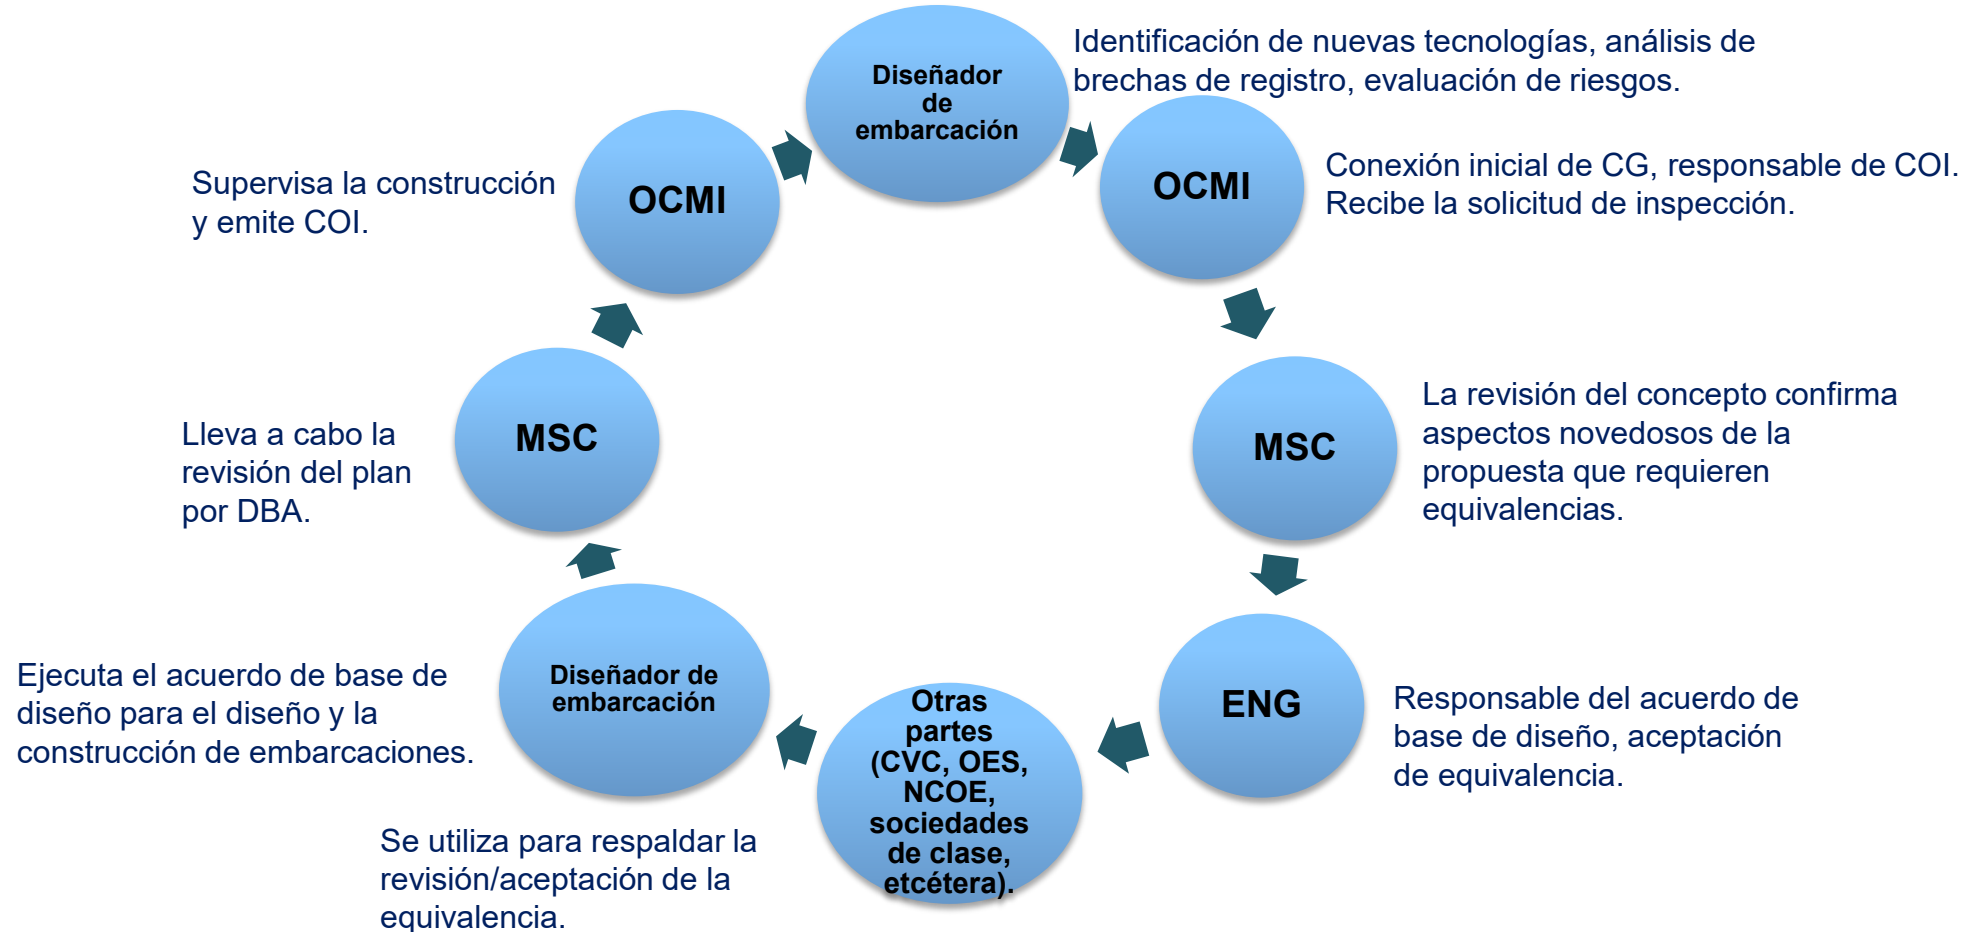 Diseñador
de
embarcación
Identificación de nuevas tecnologías, análisis de
brechas de registro, evaluación de riesgos.
OCMI
Conexión inicial de CG, responsable de COI.
Recibe la solicitud de inspección.
MSC
La revisión del concepto confirma
aspectos novedosos de la
propuesta que requieren
equivalencias.
ENG
Responsable del acuerdo de
base de diseño, aceptación
de equivalencia.
Otras
partes
(CVC, OES,
NCOE,
sociedades
de clase,
etcétera).
Se utiliza para respaldar la
revisión/aceptación de la
equivalencia.
Diseñador de
embarcación
Ejecuta el acuerdo de base de
diseño para el diseño y la
construcción de embarcaciones.
MSC
Lleva a cabo la
revisión del plan
por DBA.
OCMI
Supervisa la construcción
y emite COI.